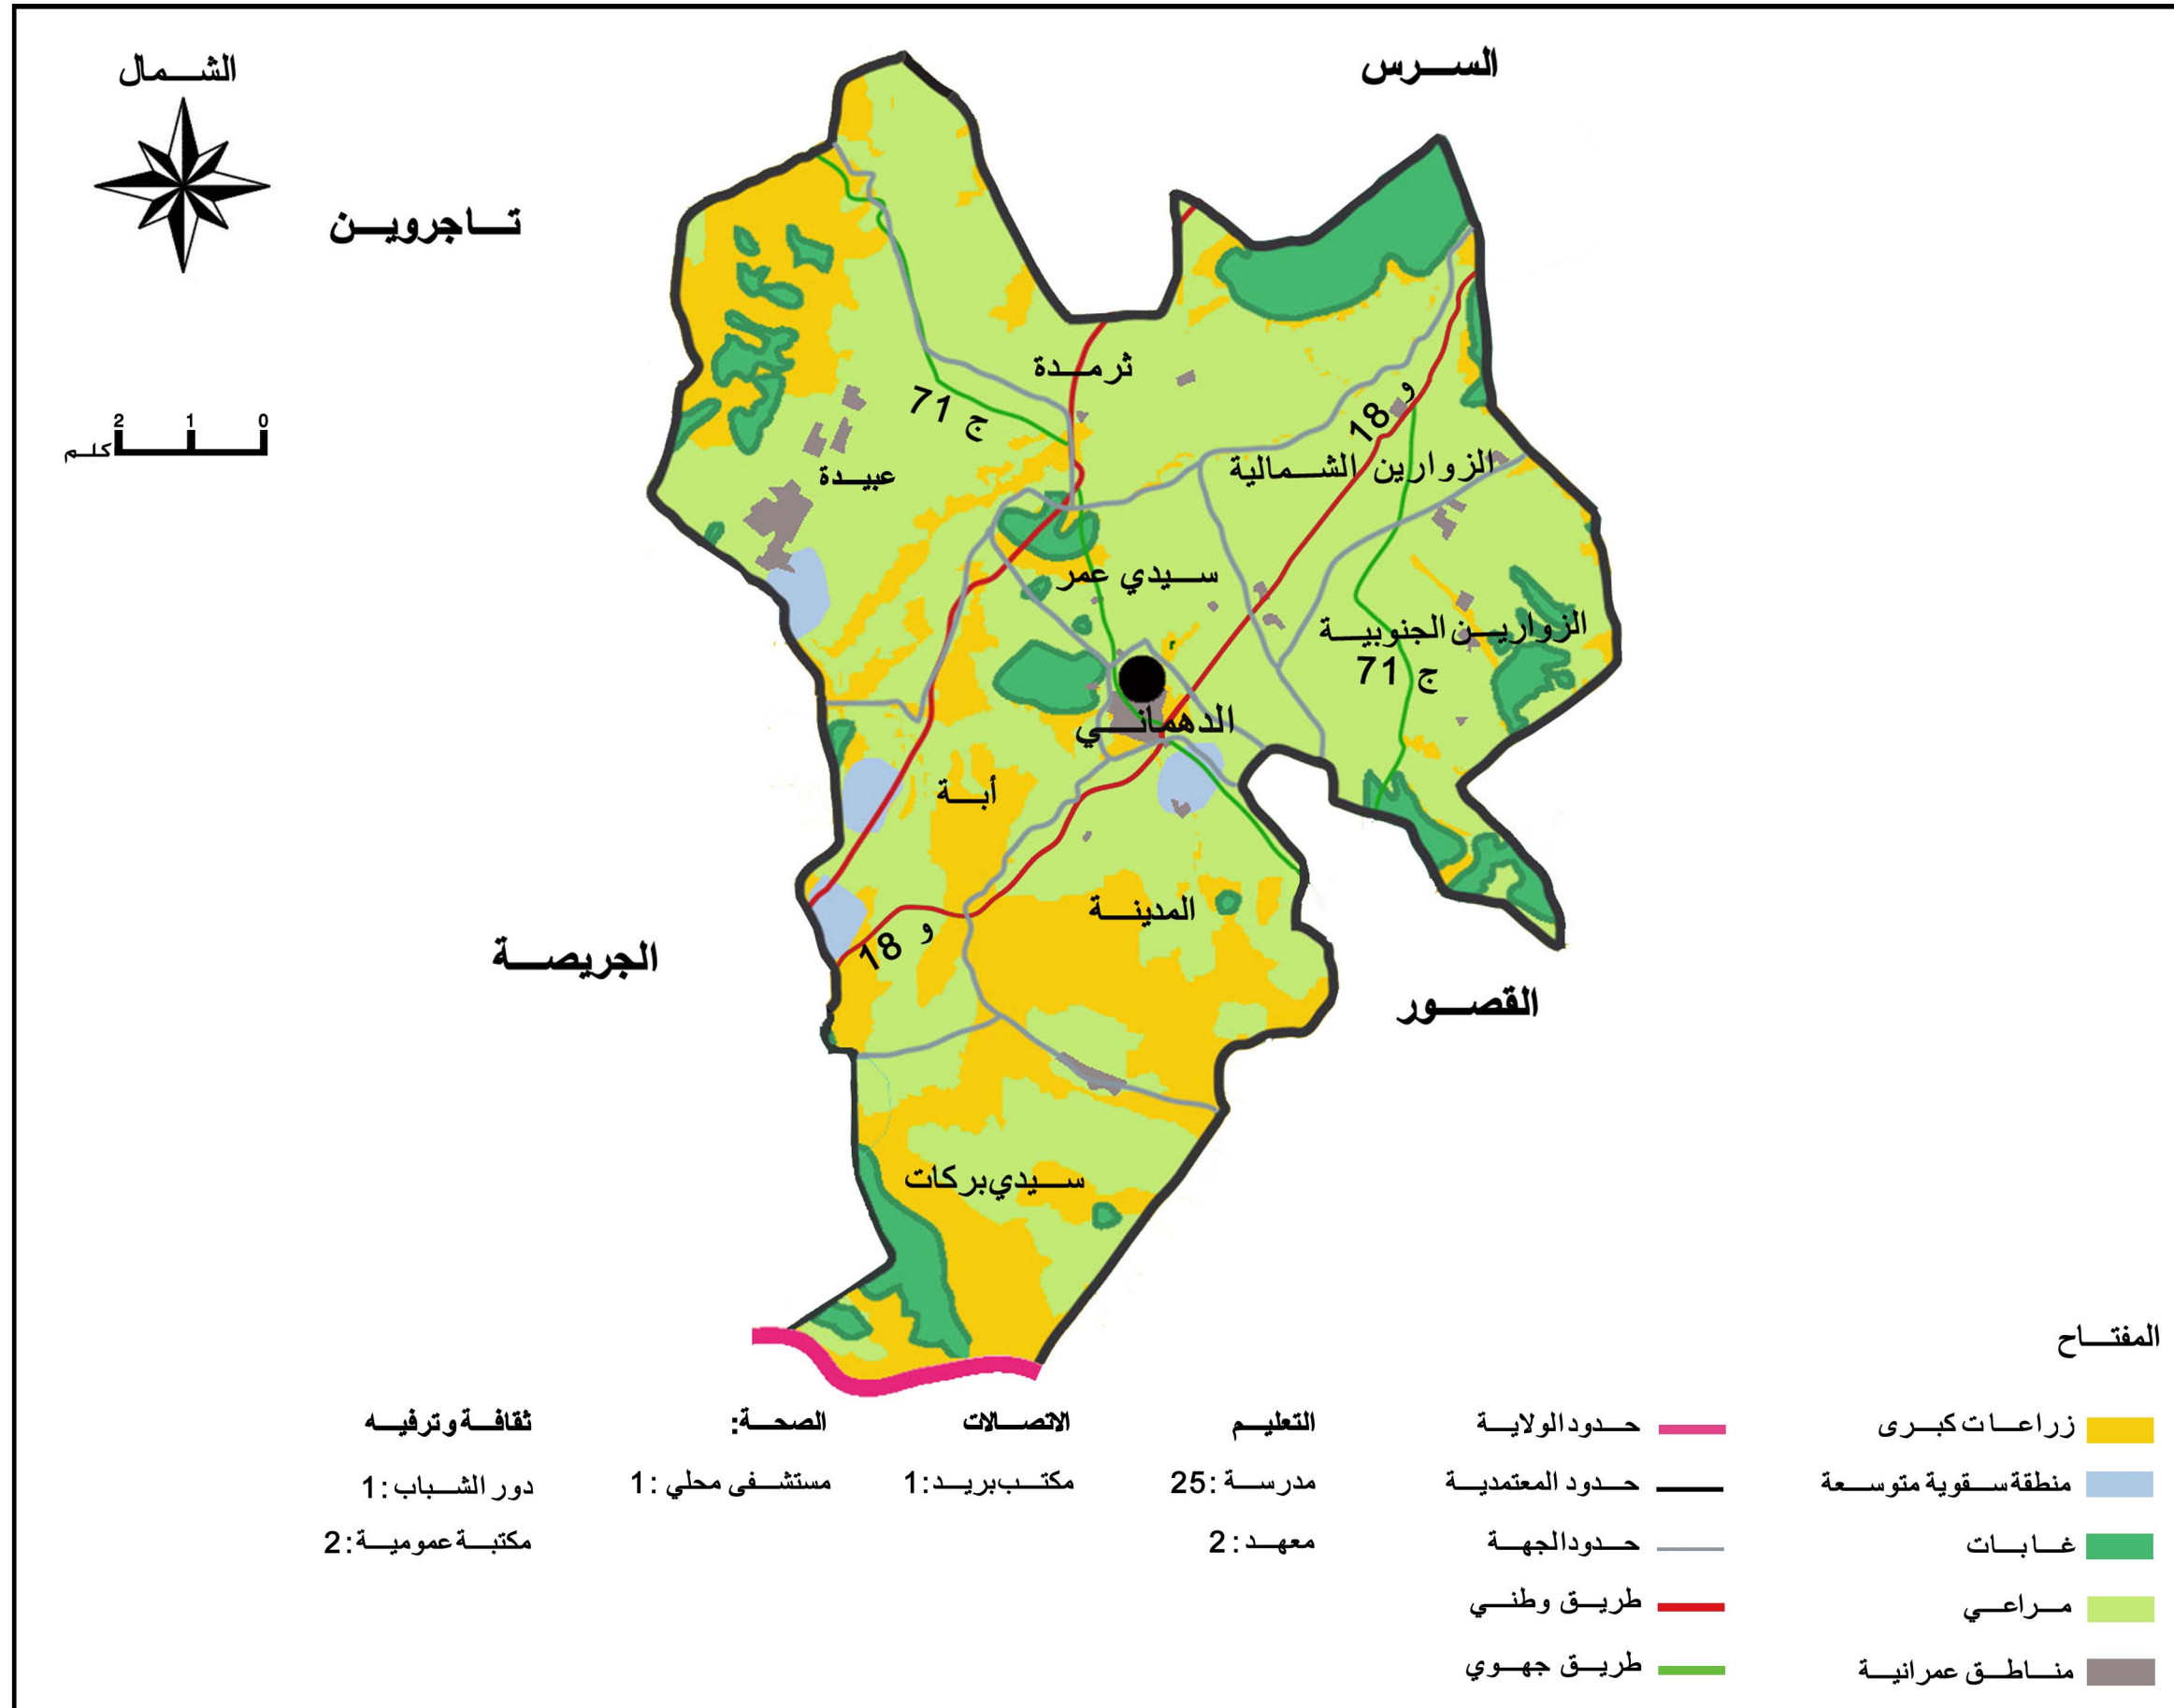 السرس
الشمال
تاجروين
ثرمدة
ج 71
و 18
2 1 0
كلم
الزوارين الشمالية
عبيدة
سيدي عمر
الزوارين الجنوبية
ج 71
الدهماني
أبة
المدينة
و 18
الجريصة
القصور
سيدي بركات
المفتاح
زراعات كبرى
منطقة سقوية متوسعة
غابات
مراعي
مناطق عمرانية
حدود الولاية
حدود المعتمدية
حدود الجهة
طريق وطني
طريق جهوي
التعليم
مدرسة : 25
معهد : 2
الاتصالات
مكتب بريد : 1
الصحة:
مستشفى محلي : 1
ثقافة وترفيه
دور الشباب : 1
مكتبة عمومية : 2